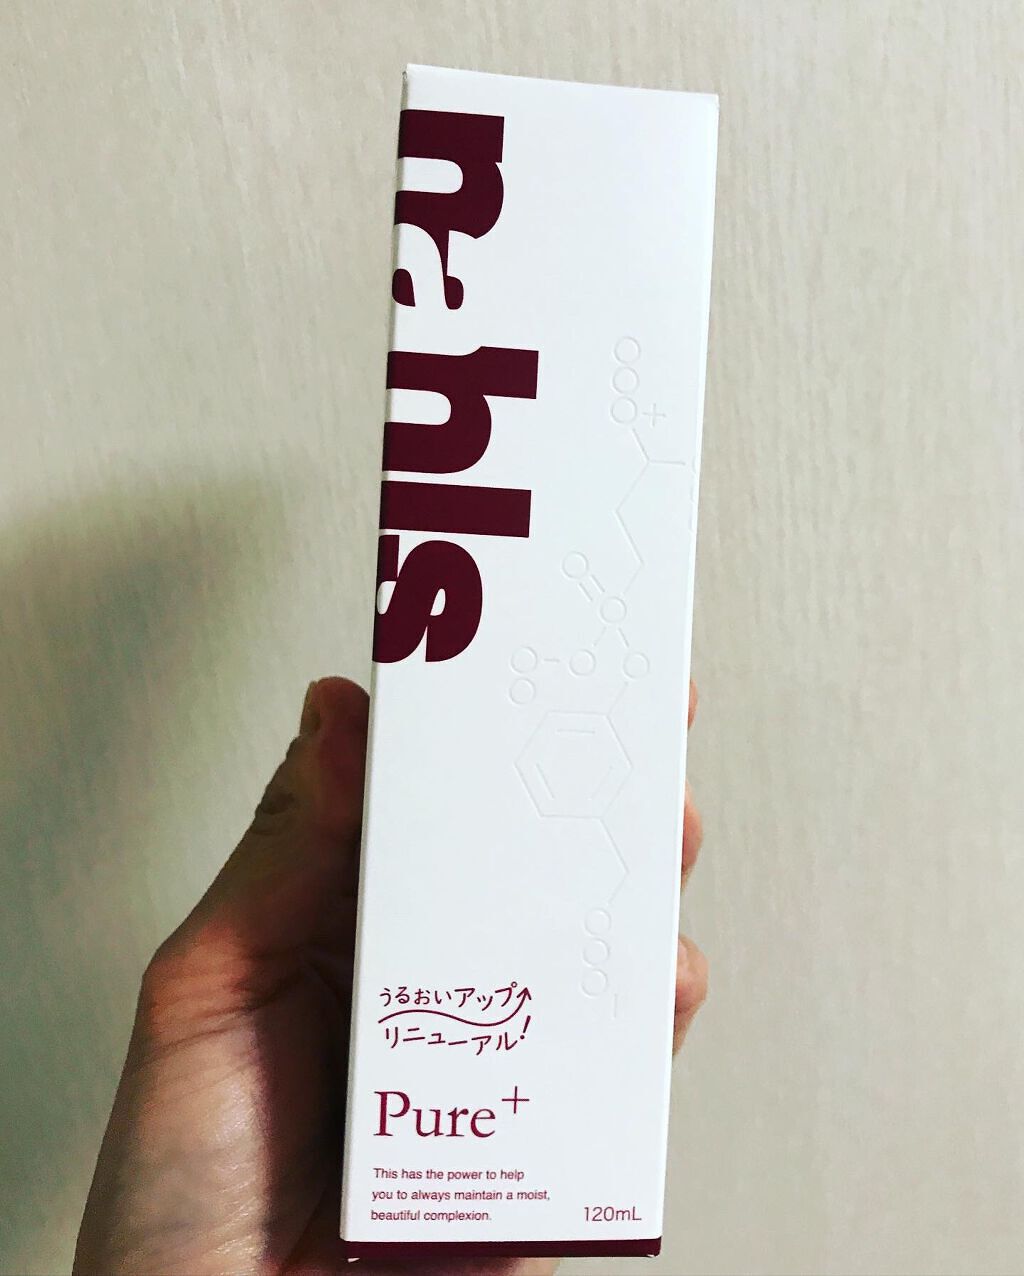 nahls
うるおいアップ
リニューアル!
Pure+
This has the power to help
you to always maintain a moist,
beautiful complexion.
120mL